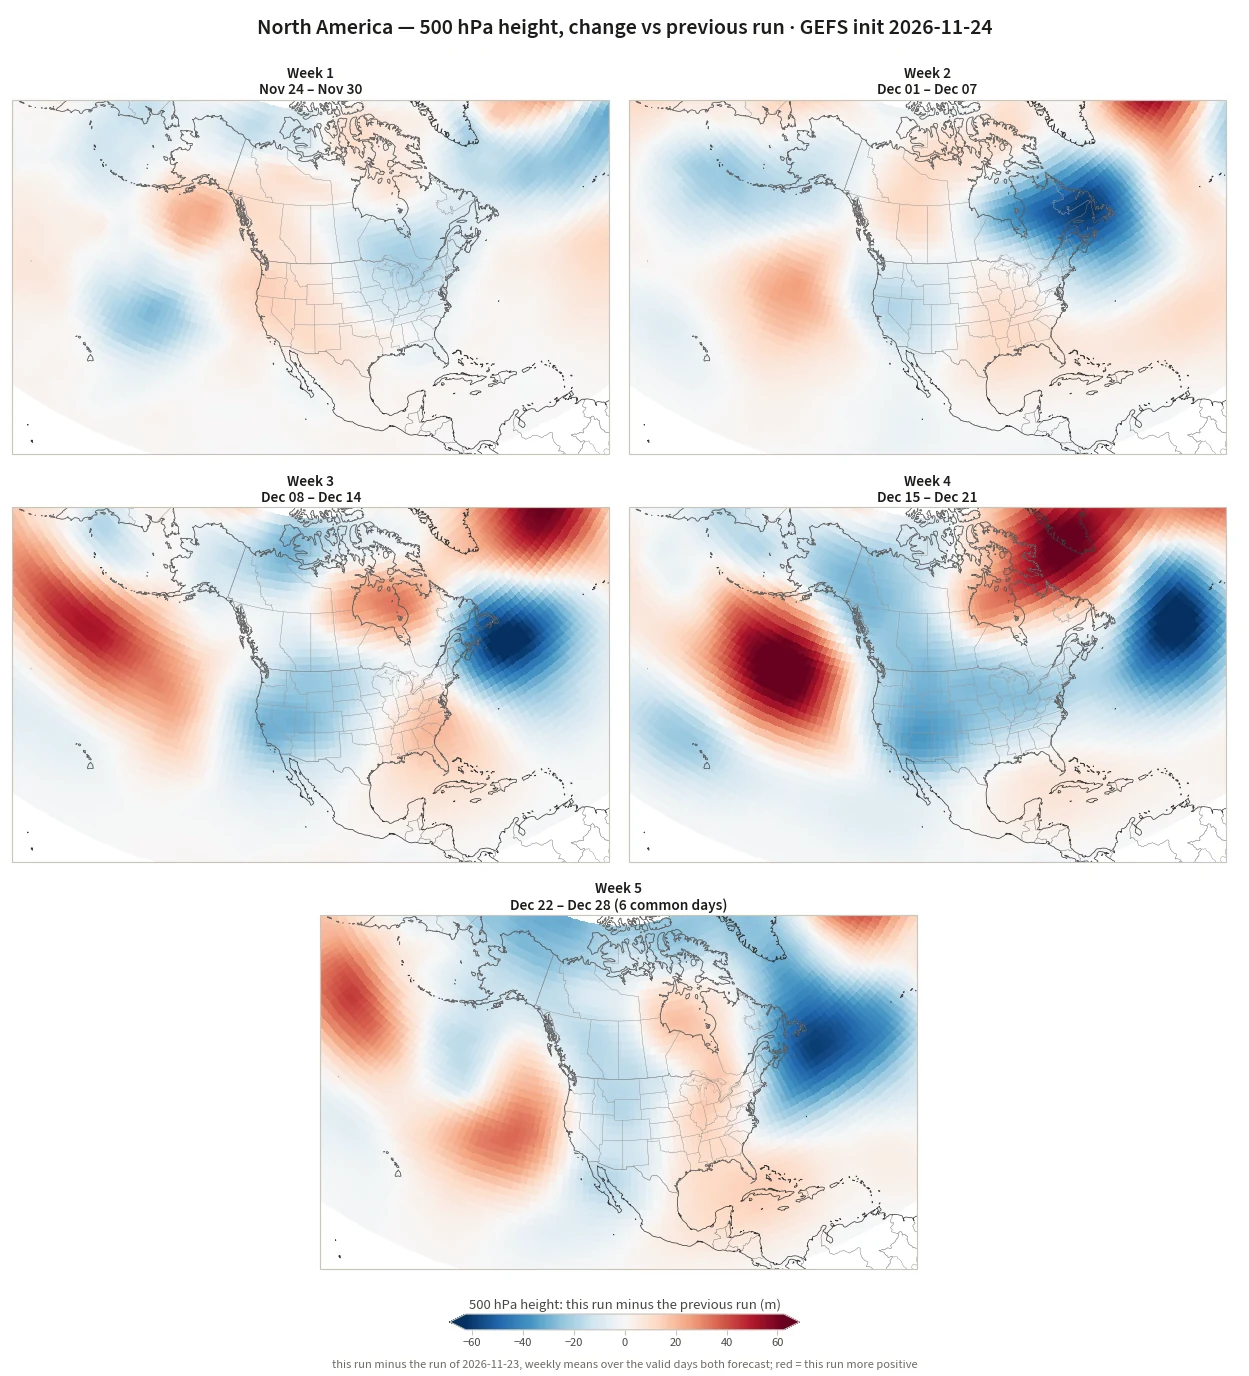 North America — 500 hPa height, change vs previous run · GEFS init 2026-11-24
Week 1
Nov 24 – Nov 30
Week 2
Dec 01 – Dec 07
Week 3
Dec 08 – Dec 14
Week 4
Dec 15 – Dec 21
Week 5
Dec 22 – Dec 28 (6 common days)
500 hPa height: this run minus the previous run (m)
−60 −40 −20 0 20 40 60
this run minus the run of 2026-11-23, weekly means over the valid days both forecast; red = this run more positive